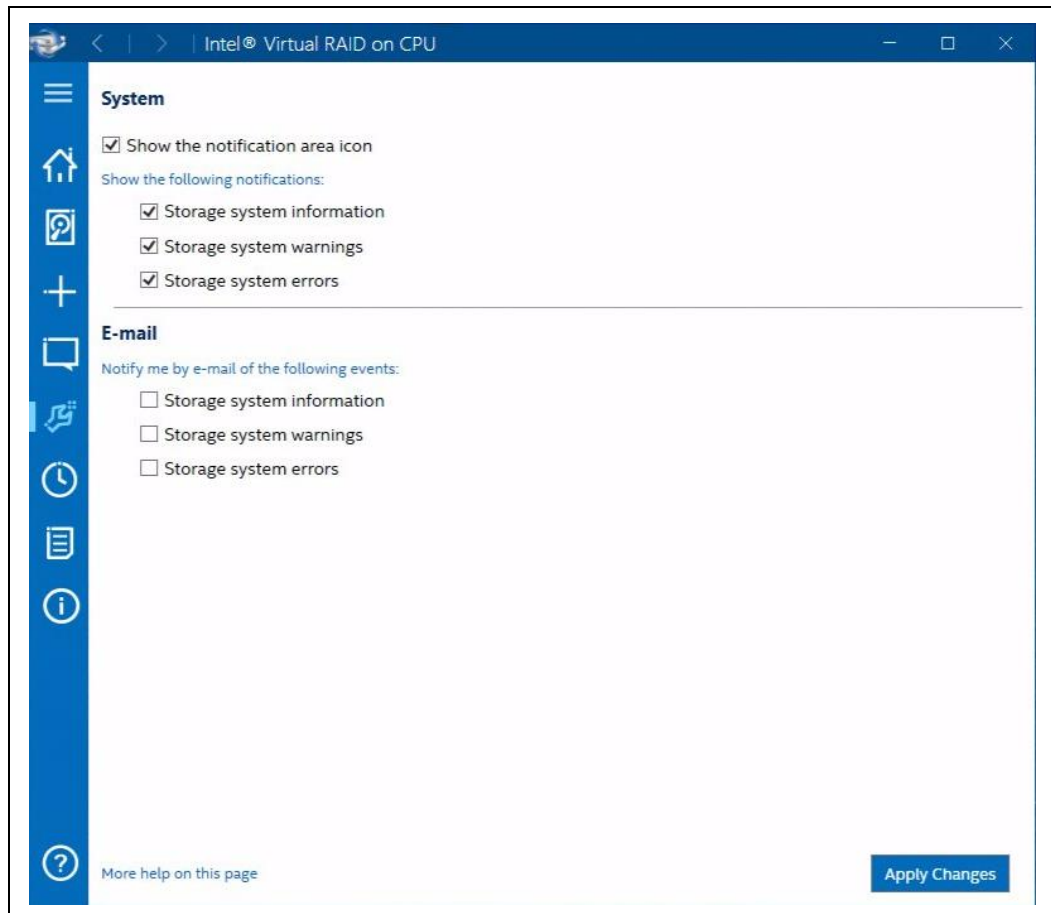 Intel® Virtual RAID on CPU
System
Show the notification area icon
Show the following notifications:
Storage system information
Storage system warnings
Storage system errors
E-mail
Notify me by e-mail of the following events:
Storage system information
Storage system warnings
Storage system errors
More help on this page
Apply Changes